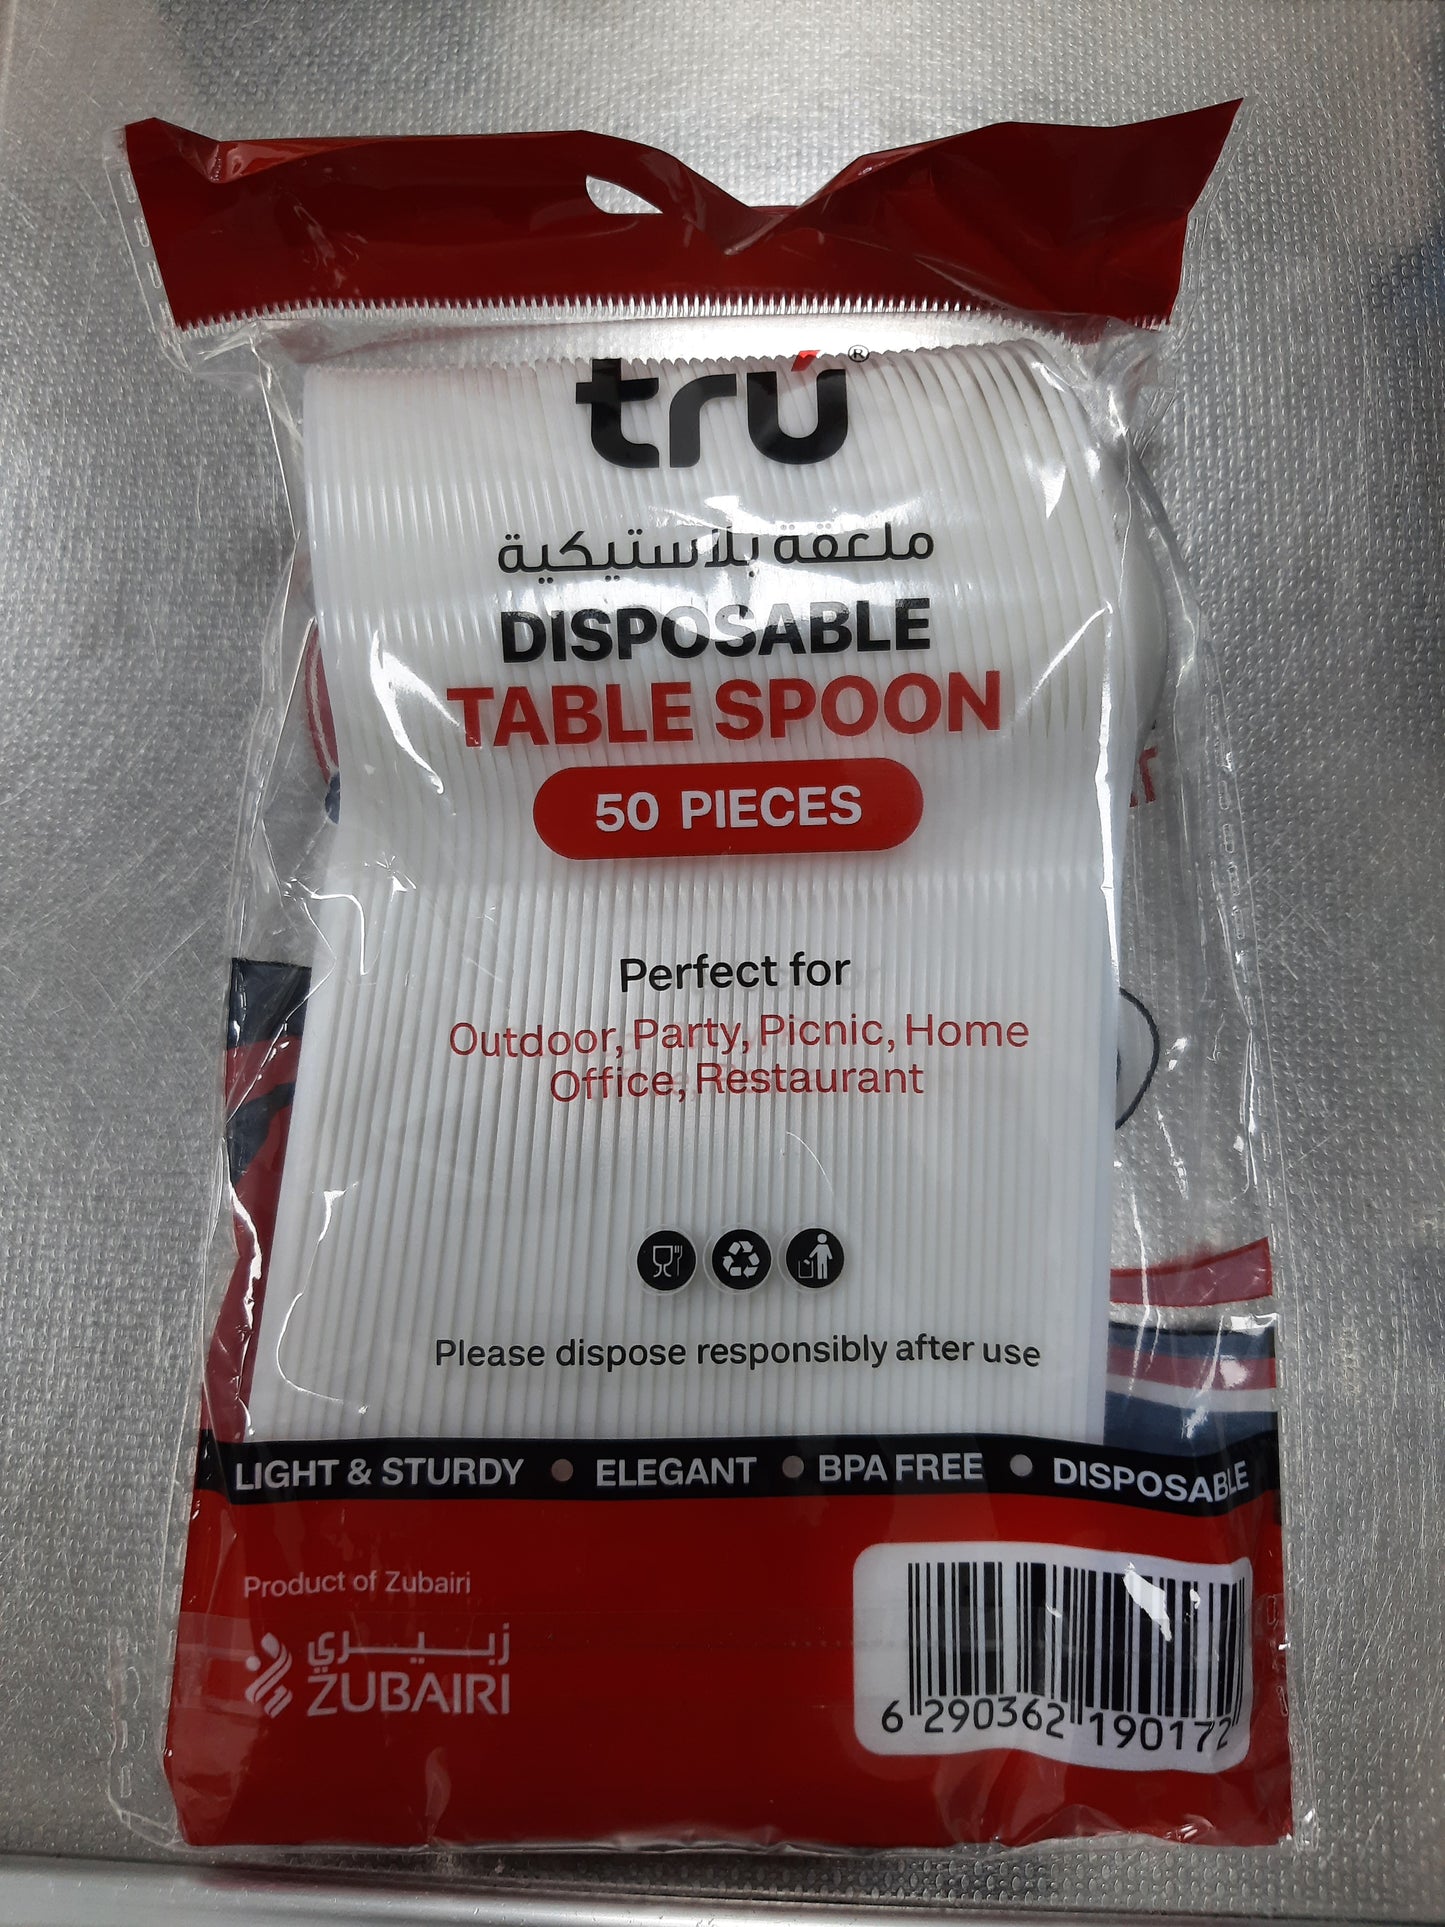 trú®
ملعقة بلاستيكية
DISPOSABLE
TABLE SPOON
50 PIECES
Perfect for
Outdoor, Party, Picnic, Home
Office, Restaurant
Please dispose responsibly after use
LIGHT & STURDY • ELEGANT • BPA FREE • DISPOSABLE
Product of Zubairi
زبيري
ZUBAIRI
6 290362 190172